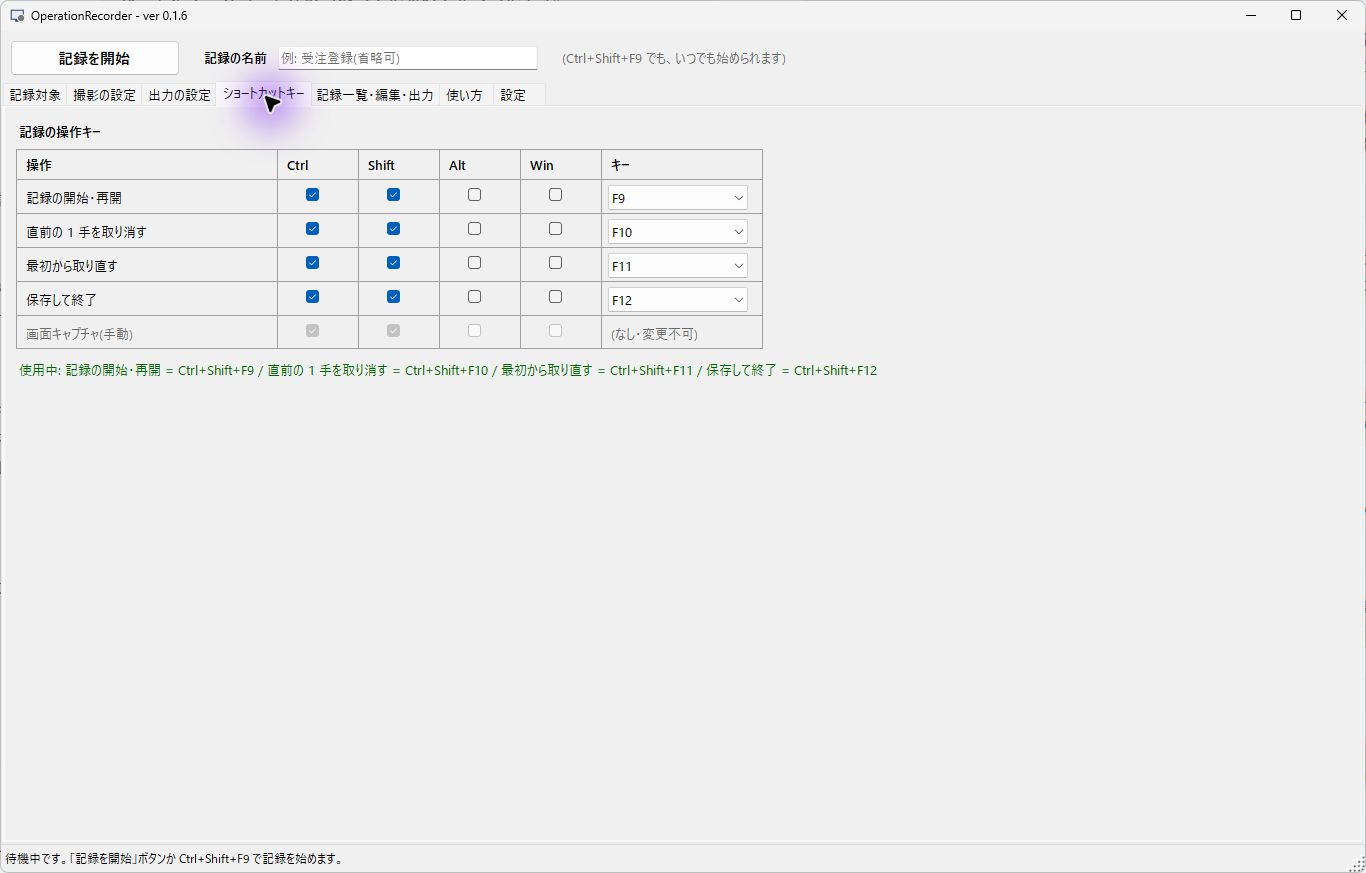 OperationRecorder - ver 0.1.6
記録を開始 記録の名前 例: 受注登録(省略可) (Ctrl+Shift+F9 でも、いつでも始められます)
記録対象 撮影の設定 出力の設定 ショートカットキー 記録一覧・編集・出力 使い方 設定
記録の操作キー
操作 Ctrl Shift Alt Win キー
記録の開始・再開 F9
直前の 1 手を取り消す F10
最初から取り直す F11
保存して終了 F12
画面キャプチャ(手動) (なし・変更不可)
使用中: 記録の開始・再開 = Ctrl+Shift+F9 / 直前の 1 手を取り消す = Ctrl+Shift+F10 / 最初から取り直す = Ctrl+Shift+F11 / 保存して終了 = Ctrl+Shift+F12
待機中です。「記録を開始」ボタンか Ctrl+Shift+F9 で記録を始めます。